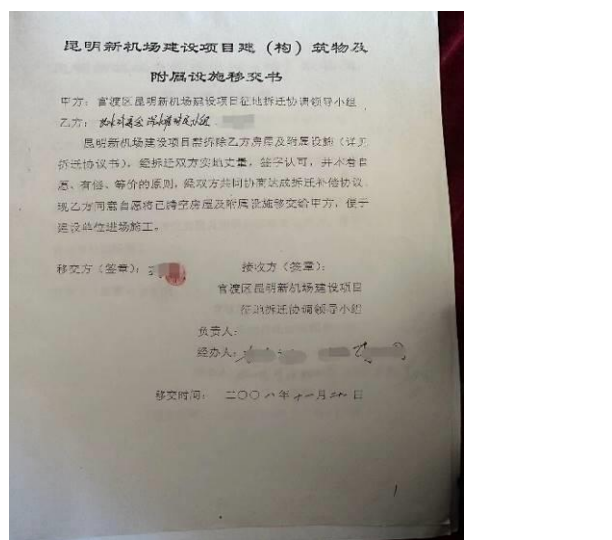 昆明新机场建设项目建（构）筑物及
附属设施移交书
甲方：官渡区昆明新机场建设项目征地拆迁协调领导小组
乙方：
昆明新机场建设项目需拆除乙方房屋及附属设施（详见
拆迁协议书），经拆迁双方实地丈量，签字认可，并本着自
愿、有偿、等价的原则，经双方共同协商达成拆迁补偿协议，
现乙方同意自愿将已腾空房屋及附属设施移交给甲方，便于
建设单位进场施工。
移交方（签章）：
接收方（签章）：
官渡区昆明新机场建设项目
征地拆迁协调领导小组
负责人：
经办人：
移交时间：二〇〇八年十一月 日
1